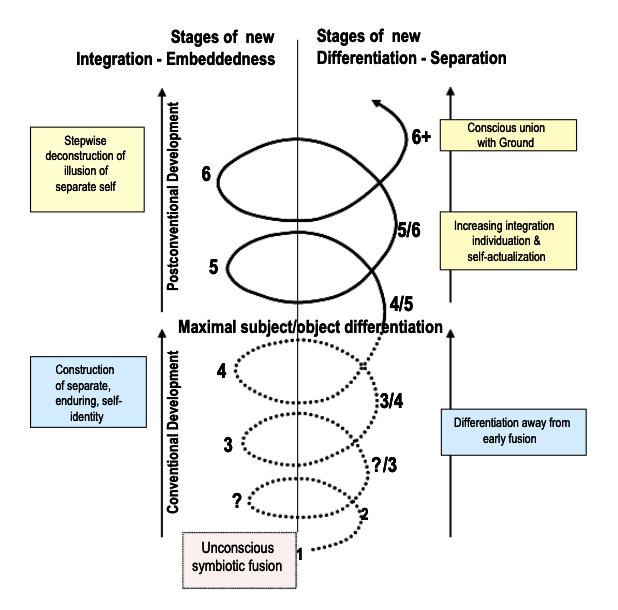 Stages of new
Integration - Embeddedness
Stages of new
Differentiation - Separation
Postconventional Development
Stepwise
deconstruction of
illusion of
separate self
6+
Conscious union
with Ground
6
5/6
Increasing integration
individuation &
self-actualization
5
4/5
Maximal subject/object differentiation
Conventional Development
Construction
of separate,
enduring, self-
identity
4
3/4
Differentiation away from
early fusion
3
?/3
?
2
Unconscious
symbiotic fusion
1